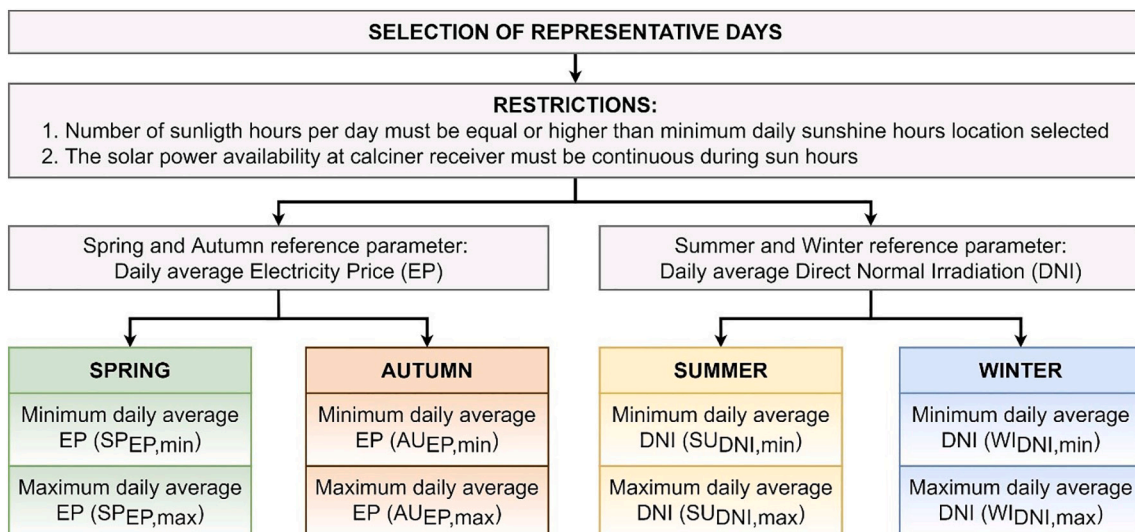 SELECTION OF REPRESENTATIVE DAYS
RESTRICTIONS:
1. Number of sunligth hours per day must be equal or higher than minimum daily sunshine hours location selected
2. The solar power availability at calciner receiver must be continuous during sun hours
Spring and Autumn reference parameter:
Daily average Electricity Price (EP)
Summer and Winter reference parameter:
Daily average Direct Normal Irradiation (DNI)
SPRING
Minimum daily average
EP (SPEP,min)
Maximum daily average
EP (SPEP,max)
AUTUMN
Minimum daily average
EP (AUEP,min)
Maximum daily average
EP (AUEP,max)
SUMMER
Minimum daily average
DNI (SUDNI,min)
Maximum daily average
DNI (SUDNI,max)
WINTER
Minimum daily average
DNI (WIDNI,min)
Maximum daily average
DNI (WIDNI,max)